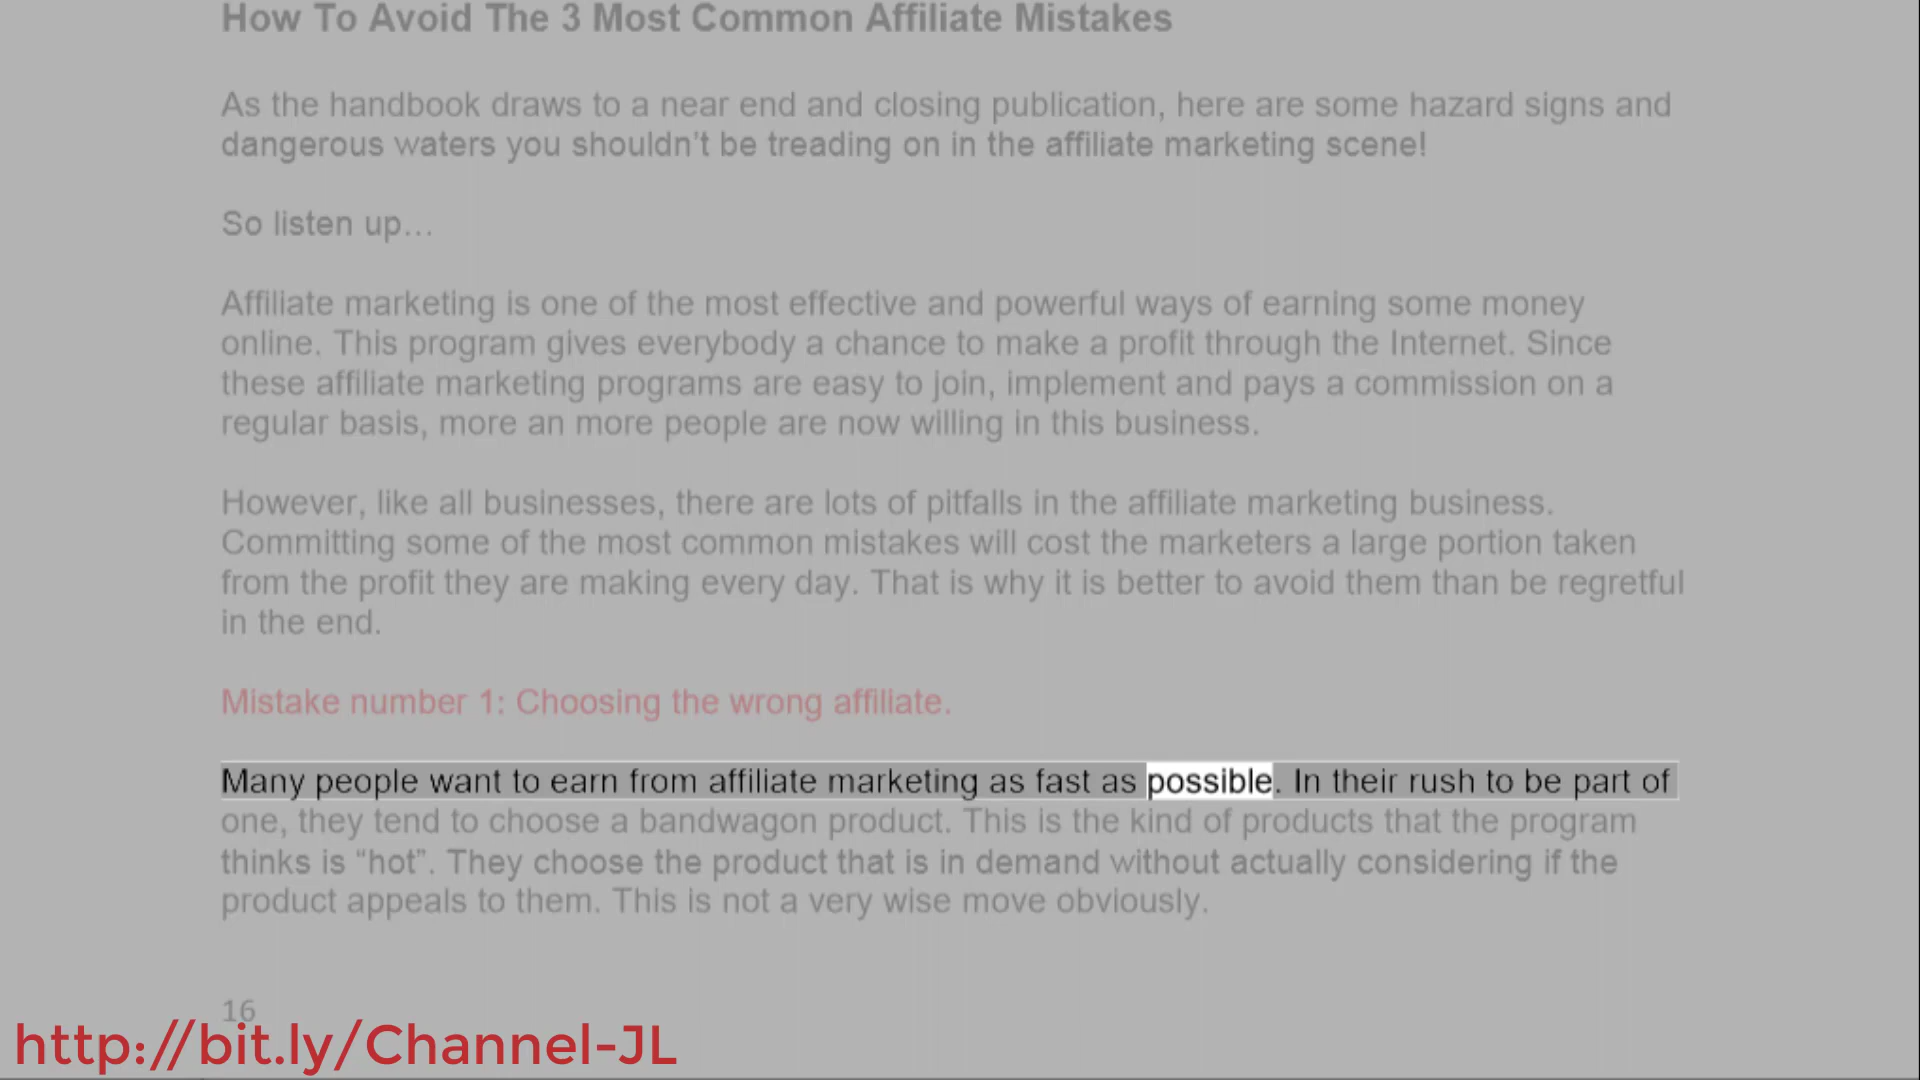 How To Avoid The 3 Most Common Affiliate Mistakes
As the handbook draws to a near end and closing publication, here are some hazard signs and
dangerous waters you shouldn't be treading on in the affiliate marketing scene!
So listen up…
Affiliate marketing is one of the most effective and powerful ways of earning some money
online. This program gives everybody a chance to make a profit through the Internet. Since
these affiliate marketing programs are easy to join, implement and pays a commission on a
regular basis, more an more people are now willing in this business.
However, like all businesses, there are lots of pitfalls in the affiliate marketing business.
Committing some of the most common mistakes will cost the marketers a large portion taken
from the profit they are making every day. That is why it is better to avoid them than be regretful
in the end.
Mistake number 1: Choosing the wrong affiliate.
Many people want to earn from affiliate marketing as fast as possible. In their rush to be part of
one, they tend to choose a bandwagon product. This is the kind of products that the program
thinks is “hot”. They choose the product that is in demand without actually considering if the
product appeals to them. This is not a very wise move obviously.
16
http://bit.ly/Channel-JL